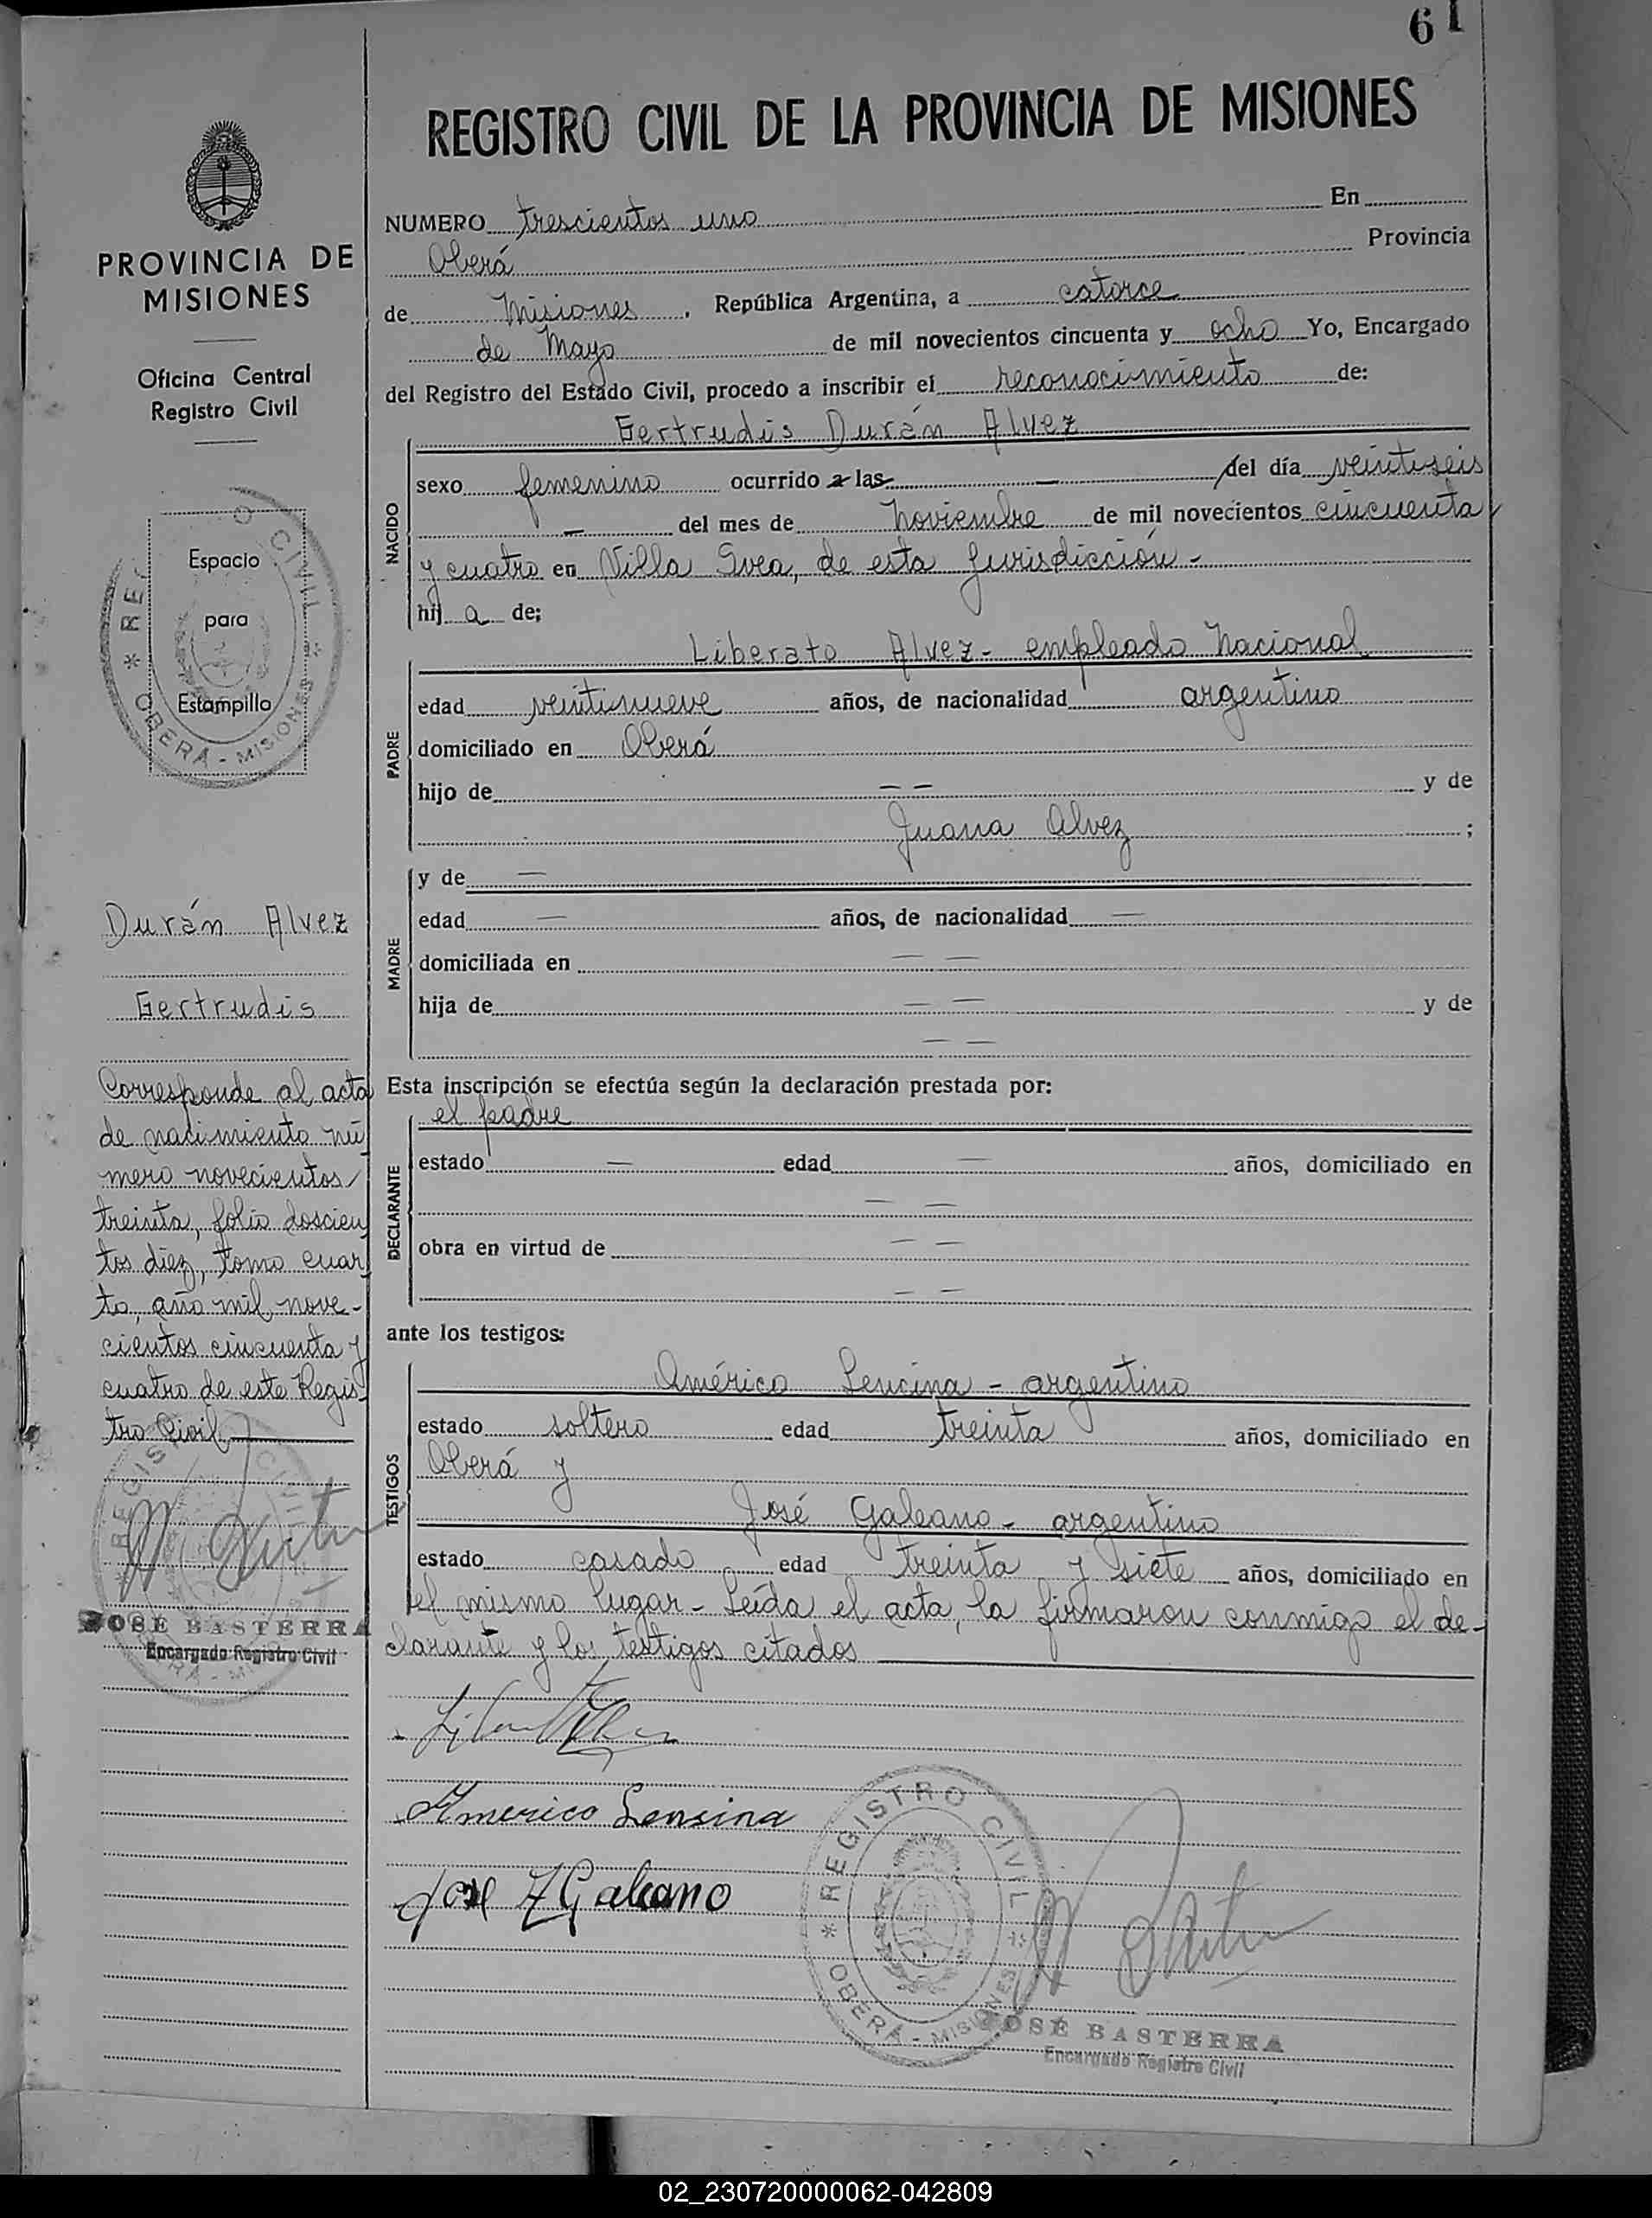 61
REGISTRO CIVIL DE LA PROVINCIA DE MISIONES
NUMERO trescientos uno En
Oberá Provincia
de Misiones, República Argentina, a catorce
de Mayo de mil novecientos cincuenta y ocho Yo, Encargado
del Registro del Estado Civil, procedo a inscribir el reconocimiento de:
Gertrudis Durán Alvez
NACIDO
sexo femenino ocurrido a las — del día veintiseis
— del mes de Noviembre de mil novecientos cincuenta
y cuatro en Villa Svea, de esta Jurisdicción -
hij a de;
PADRE
Liberato Alvez - empleado Nacional
edad veintinueve años, de nacionalidad argentino
domiciliado en Oberá
hijo de — — y de
Juana Alvez ;
MADRE
y de —
edad — años, de nacionalidad —
domiciliada en — —
hija de — — y de
— —
Esta inscripción se efectúa según la declaración prestada por:
DECLARANTE
el padre
estado — edad — años, domiciliado en
— —
obra en virtud de — —
— —
ante los testigos:
TESTIGOS
Américo Lencina - argentino
estado soltero edad treinta años, domiciliado en
Oberá y
José Galeano - argentino
estado casado edad treinta y siete años, domiciliado en
el mismo lugar - Leída el acta, la firmaron conmigo el de-
clarante y los testigos citados
Americo Lensina
Jose Galeano
REGISTRO CIVIL
* OBERÁ - MISIONES *
JOSÉ BASTERRA
Encargado Registro Civil
PROVINCIA DE
MISIONES
Oficina Central
Registro Civil
Espacio
para
Estampilla
OBERÁ - MISIONES
Durán Alvez
Gertrudis
Corresponde al acta
de nacimiento nú
mero novecientos
treinta, folio doscien
tos diez, tomo cuar
to, año mil nove-
cientos cincuenta y
cuatro de este Regis
tro Civil
JOSÉ BASTERRA
Encargado Registro Civil
02_230720000062-042809